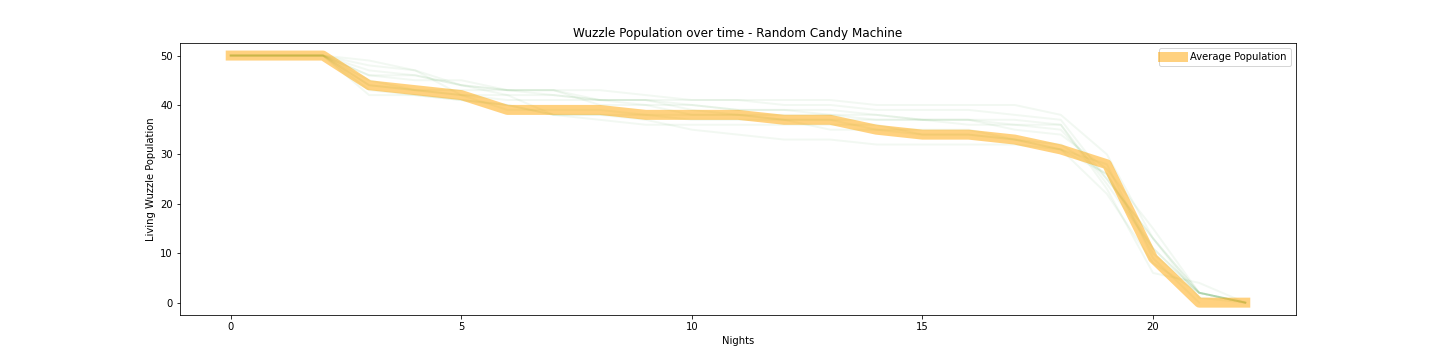 Wuzzle Population over time - Random Candy Machine
Average Population
Living Wuzzle Population
50
40
30
20
10
0
0 5 10 15 20
Nights